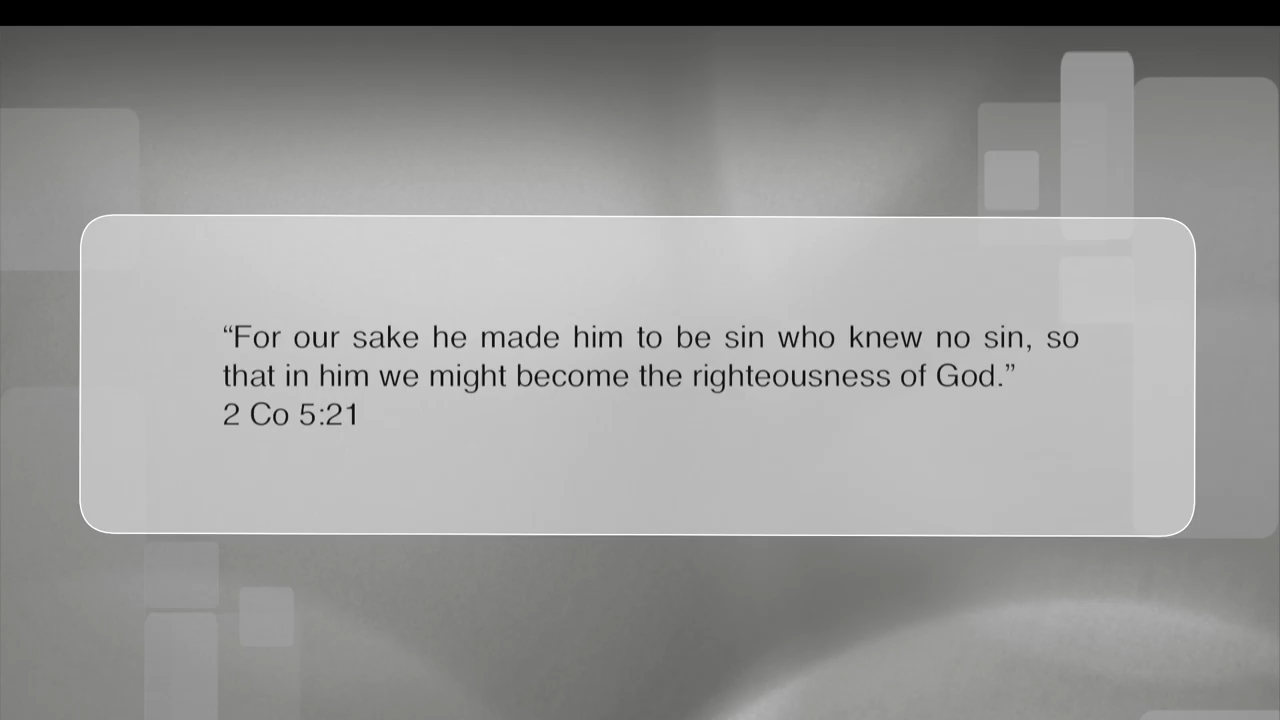 “For our sake he made him to be sin who knew no sin, so
that in him we might become the righteousness of God.”
2 Co 5:21